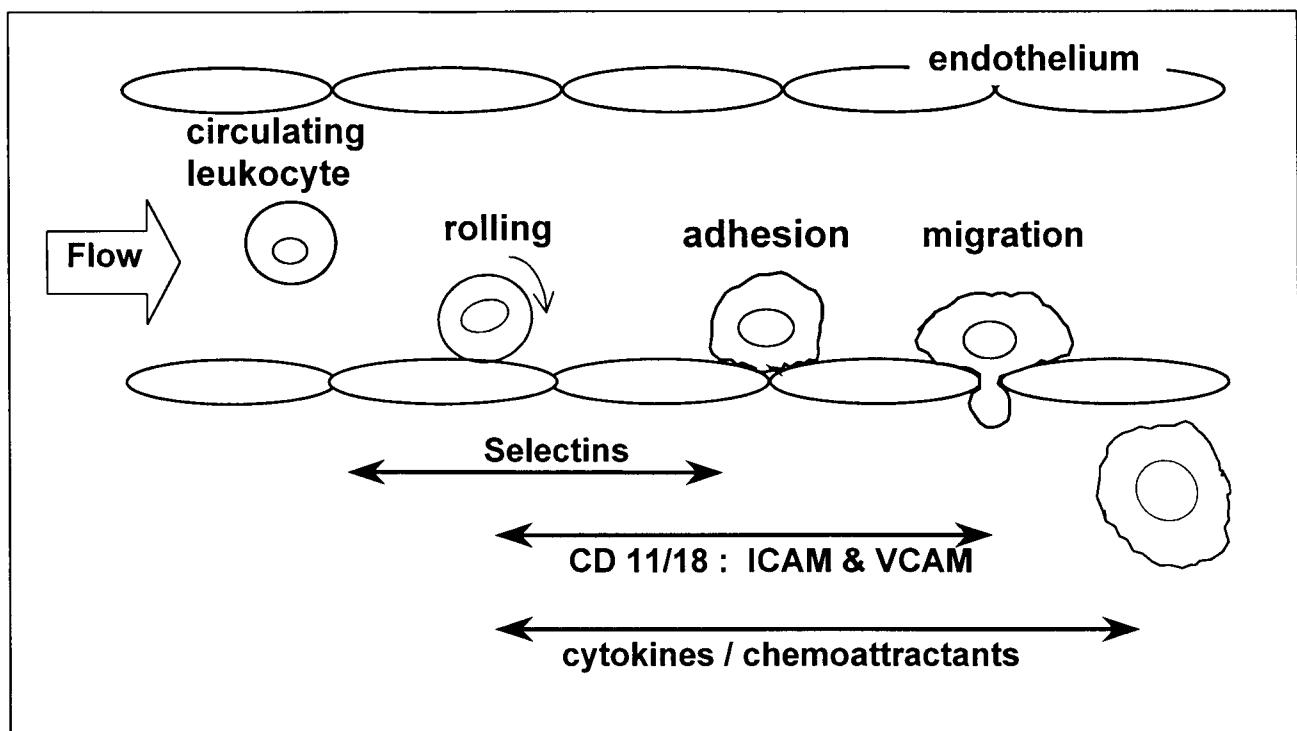 endothelium
circulating
leukocyte
Flow
rolling
adhesion
migration
Selectins
CD 11/18 : ICAM & VCAM
cytokines / chemoattractants